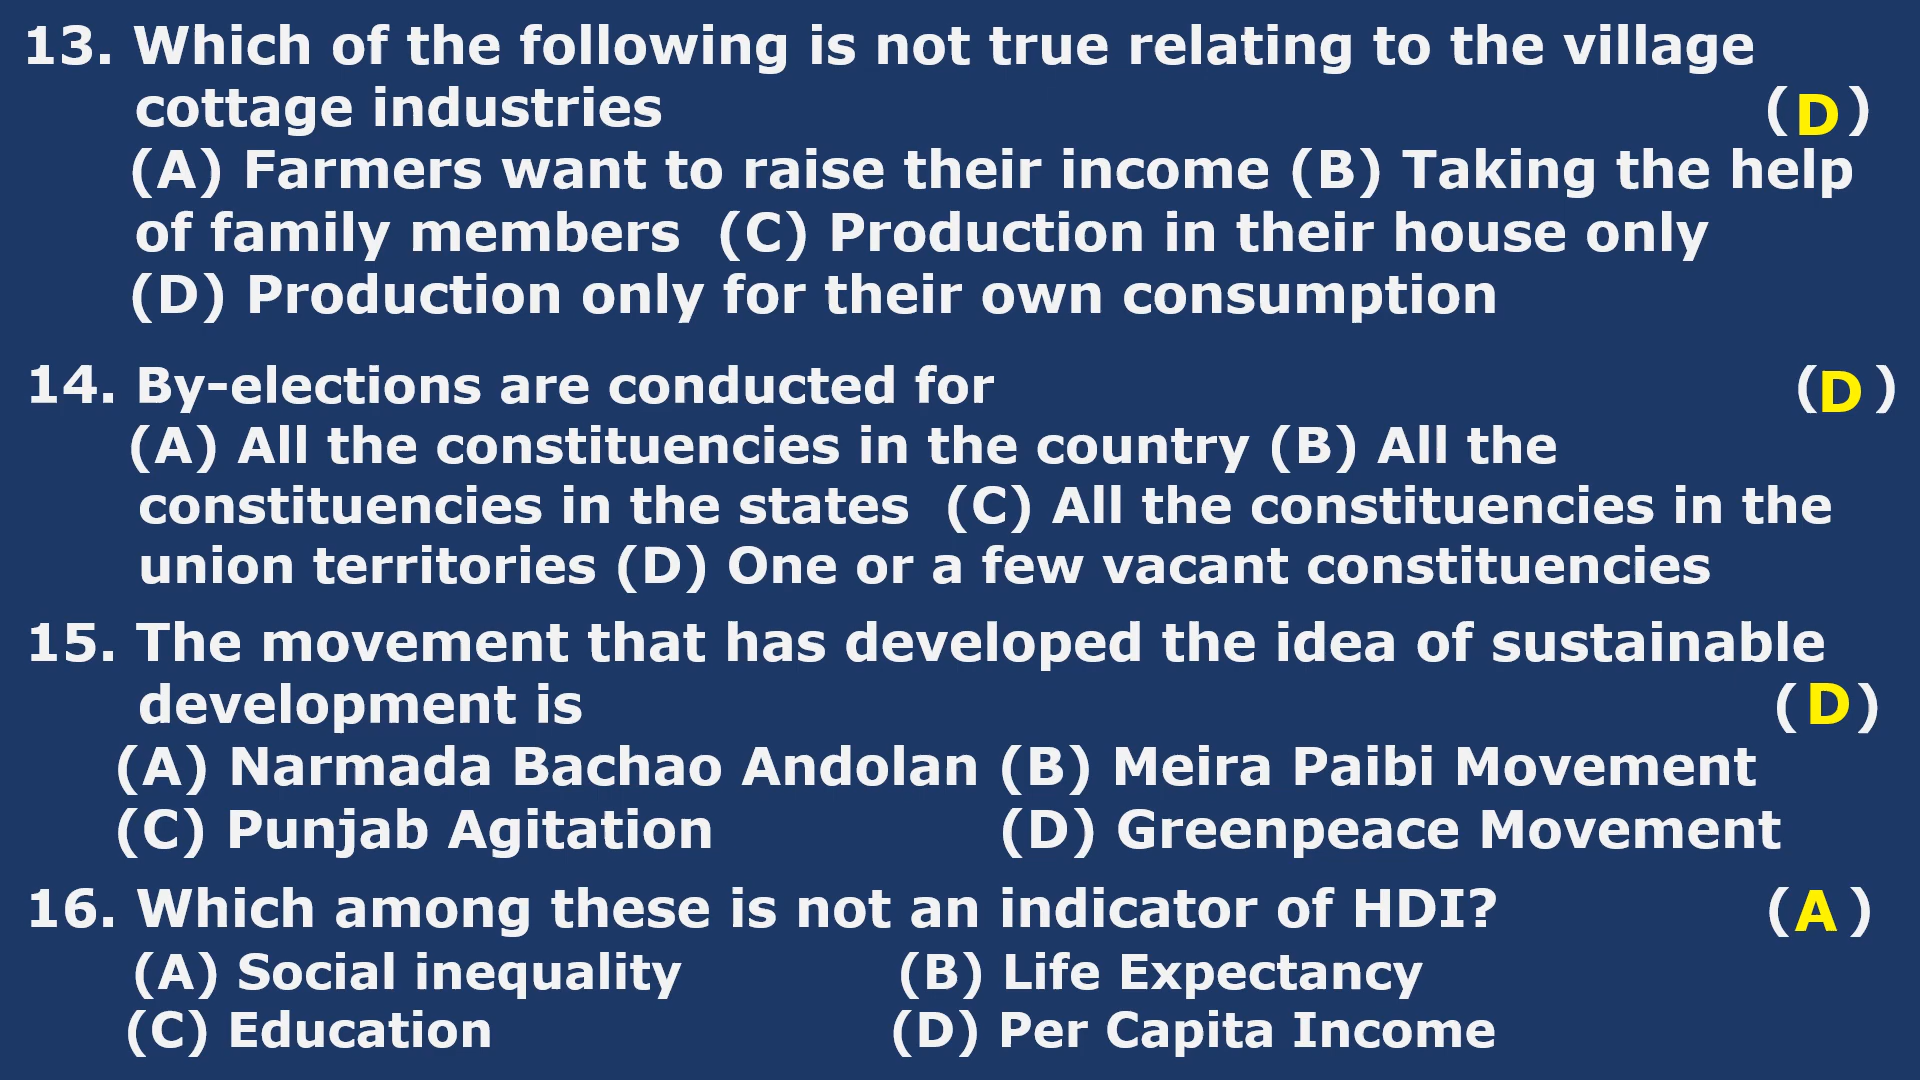 13. Which of the following is not true relating to the village
cottage industries (D)
(A) Farmers want to raise their income (B) Taking the help
of family members (C) Production in their house only
(D) Production only for their own consumption
14. By-elections are conducted for (D)
(A) All the constituencies in the country (B) All the
constituencies in the states (C) All the constituencies in the
union territories (D) One or a few vacant constituencies
15. The movement that has developed the idea of sustainable
development is (D)
(A) Narmada Bachao Andolan (B) Meira Paibi Movement
(C) Punjab Agitation (D) Greenpeace Movement
16. Which among these is not an indicator of HDI? (A)
(A) Social inequality (B) Life Expectancy
(C) Education (D) Per Capita Income